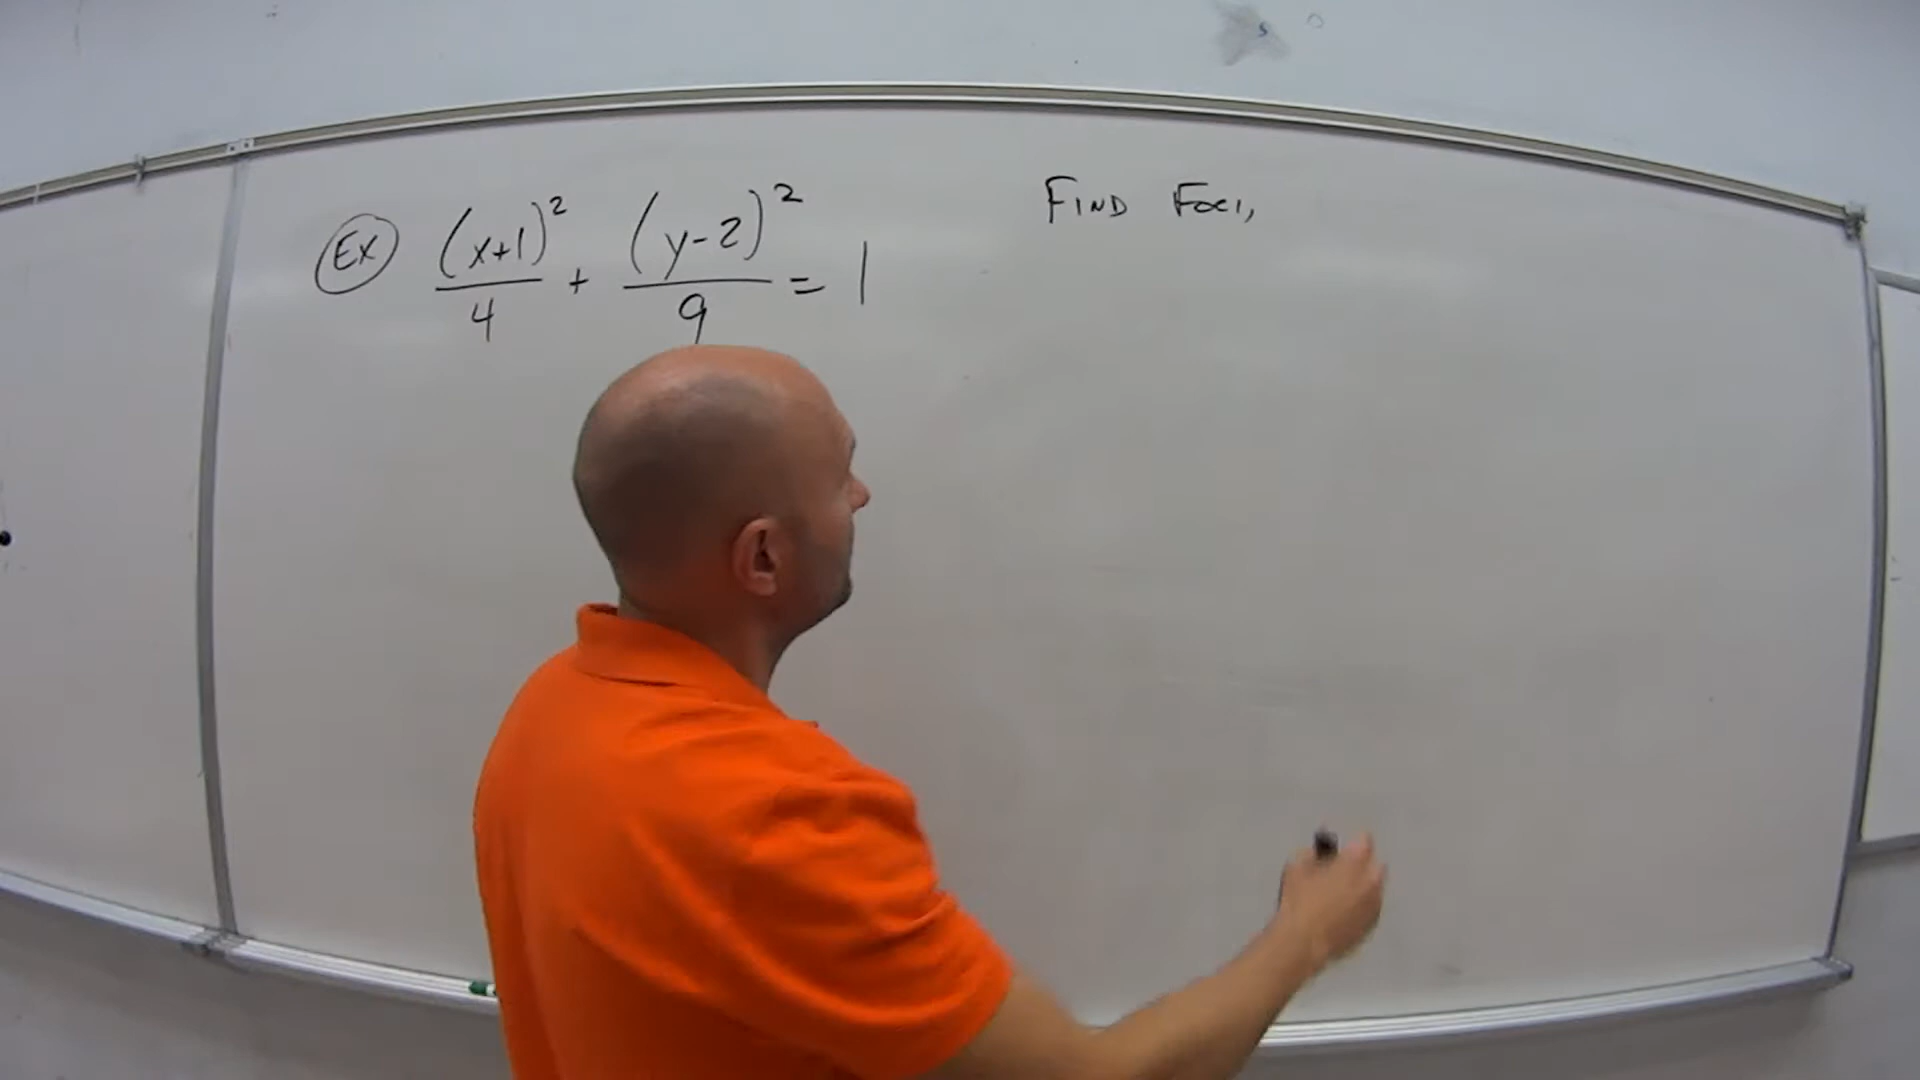 Ex (x+1)²/4 + (y-2)²/9 = 1
FIND FOCI,